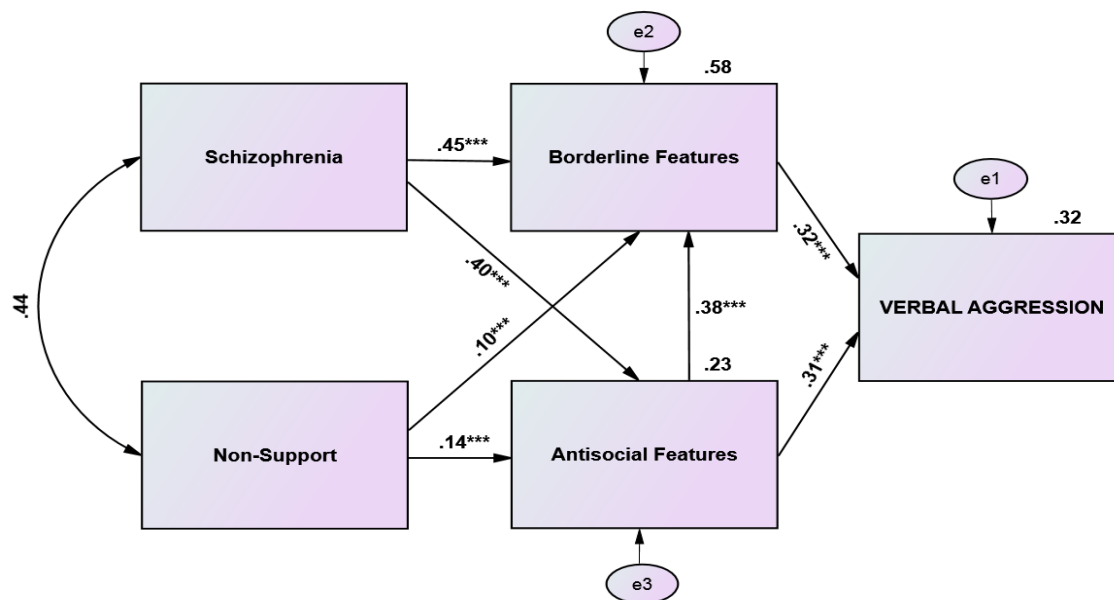 e2
.58
Schizophrenia
.45***
Borderline Features
e1
.32
.32***
.40***
VERBAL AGGRESSION
.44
.10***
.38***
.31***
.23
Non-Support
.14***
Antisocial Features
e3